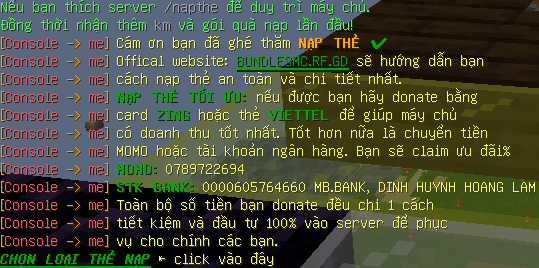 Nếu bạn thích server /napthe để duy trì máy chủ.
Đồng thời nhận thêm km và gói quà nạp lần đầu!
[Console -> me] Cảm ơn bạn đã ghé thăm NẠP THẺ ✔
[Console -> me] Offical website: BUNDLESMC.RF.GD sẽ hướng dẫn bạn
[Console -> me] cách nạp thẻ an toàn và chi tiết nhất.
[Console -> me] NẠP THẺ TỐI ƯU: nếu được bạn hãy donate bằng
[Console -> me] card ZING hoặc thẻ VIETTEL để giúp máy chủ
[Console -> me] có doanh thu tốt nhất. Tốt hơn nữa là chuyển tiền
[Console -> me] MOMO hoặc tài khoản ngân hàng. Bạn sẽ claim ưu đãi%
[Console -> me] MOMO: 0789722694
[Console -> me] STK BANK: 0000605764660 MB.BANK, DINH HUYNH HOANG LAM
[Console -> me] Toàn bộ số tiền bạn donate đều chi 1 cách
[Console -> me] tiết kiệm và đầu tư 100% vào server để phục
[Console -> me] vụ cho chính các bạn.
CHỌN LOẠI THẺ NẠP ← click vào đây